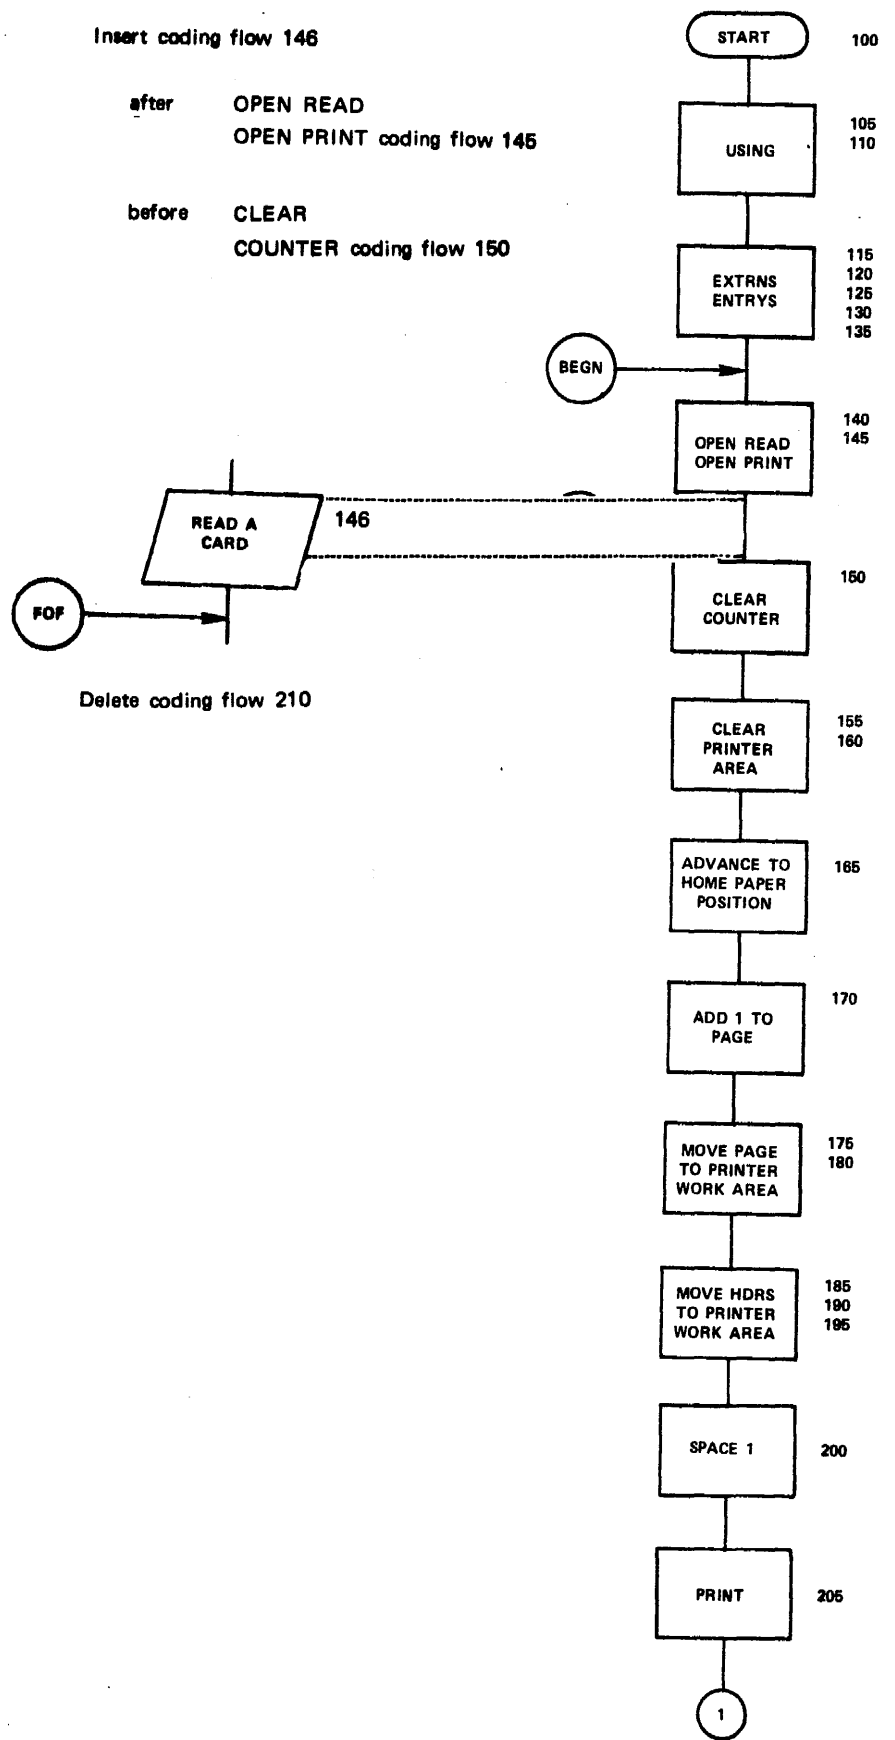 Insert coding flow 146
after OPEN READ
OPEN PRINT coding flow 145
before CLEAR
COUNTER coding flow 150
START 100
USING
105
110
EXTRNS
ENTRYS
115
120
125
130
135
BEGN
OPEN READ
OPEN PRINT
140
145
READ A
CARD
146
FOF
CLEAR
COUNTER
150
Delete coding flow 210
CLEAR
PRINTER
AREA
155
160
ADVANCE TO
HOME PAPER
POSITION
165
ADD 1 TO
PAGE
170
MOVE PAGE
TO PRINTER
WORK AREA
175
180
MOVE HDRS
TO PRINTER
WORK AREA
185
190
195
SPACE 1
200
PRINT
205
1